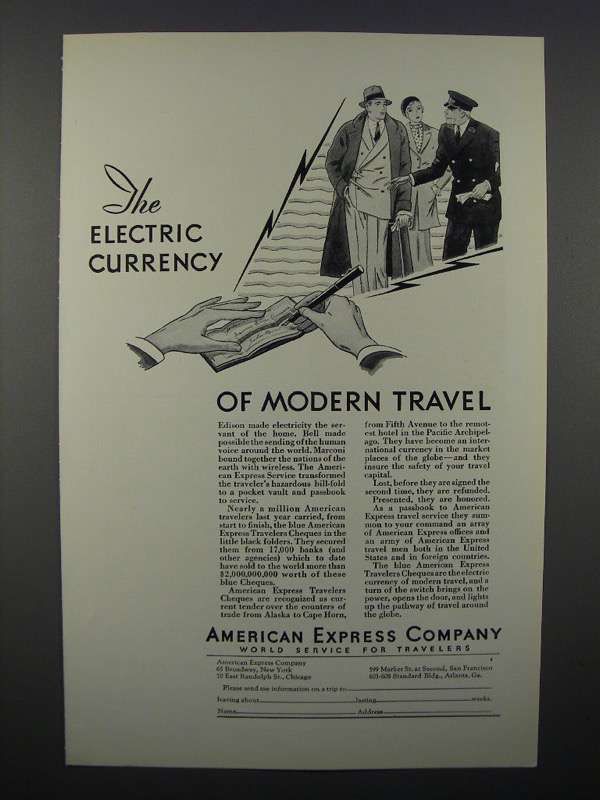 The
ELECTRIC
CURRENCY
OF MODERN TRAVEL
Edison made electricity the ser-
vant of the home. Bell made
possible the sending of the human
voice around the world. Marconi
bound together the nations of the
earth with wireless. The Ameri-
can Express Service transformed
the traveler's hazardous bill-fold
to a pocket vault and passbook
to service.
Nearly a million American
travelers last year carried, from
start to finish, the blue American
Express Travelers Cheques in the
little black folders. They secured
them from 17,000 banks (and
other agencies) which to date
have sold to the world more than
$2,000,000,000 worth of these
blue Cheques.
American Express Travelers
Cheques are recognized as cur-
rent tender over the counters of
trade from Alaska to Cape Horn,
from Fifth Avenue to the remot-
est hotel in the Pacific Archipel-
ago. They have become an inter-
national currency in the market
places of the globe—and they
insure the safety of your travel
capital.
Lost, before they are signed the
second time, they are refunded.
Presented, they are honored.
As a passbook to American
Express travel service they sum-
mon to your command an array
of American Express offices and
an army of American Express
travel men both in the United
States and in foreign countries.
The blue American Express
Travelers Cheques are the electric
currency of modern travel, and a
turn of the switch brings on the
power, opens the door, and lights
up the pathway of travel around
the globe.
AMERICAN EXPRESS COMPANY
WORLD SERVICE FOR TRAVELERS
American Express Company
65 Broadway, New York
70 East Randolph St., Chicago
599 Market St. at Second, San Francisco
601-608 Standard Bldg., Atlanta, Ga.
Please send me information on a trip to
leaving about lasting weeks.
Name Address